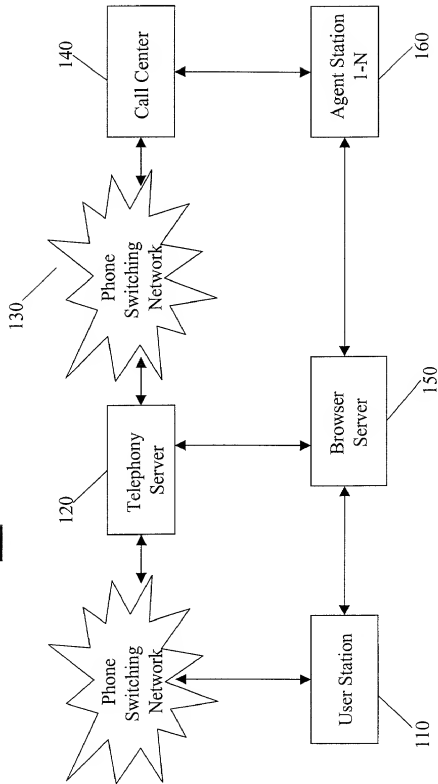 130
120
140
Phone
Switching
Network
Telephony
Server
Phone
Switching
Network
Call Center
User Station
Browser
Server
Agent Station
1-N
110
150
160